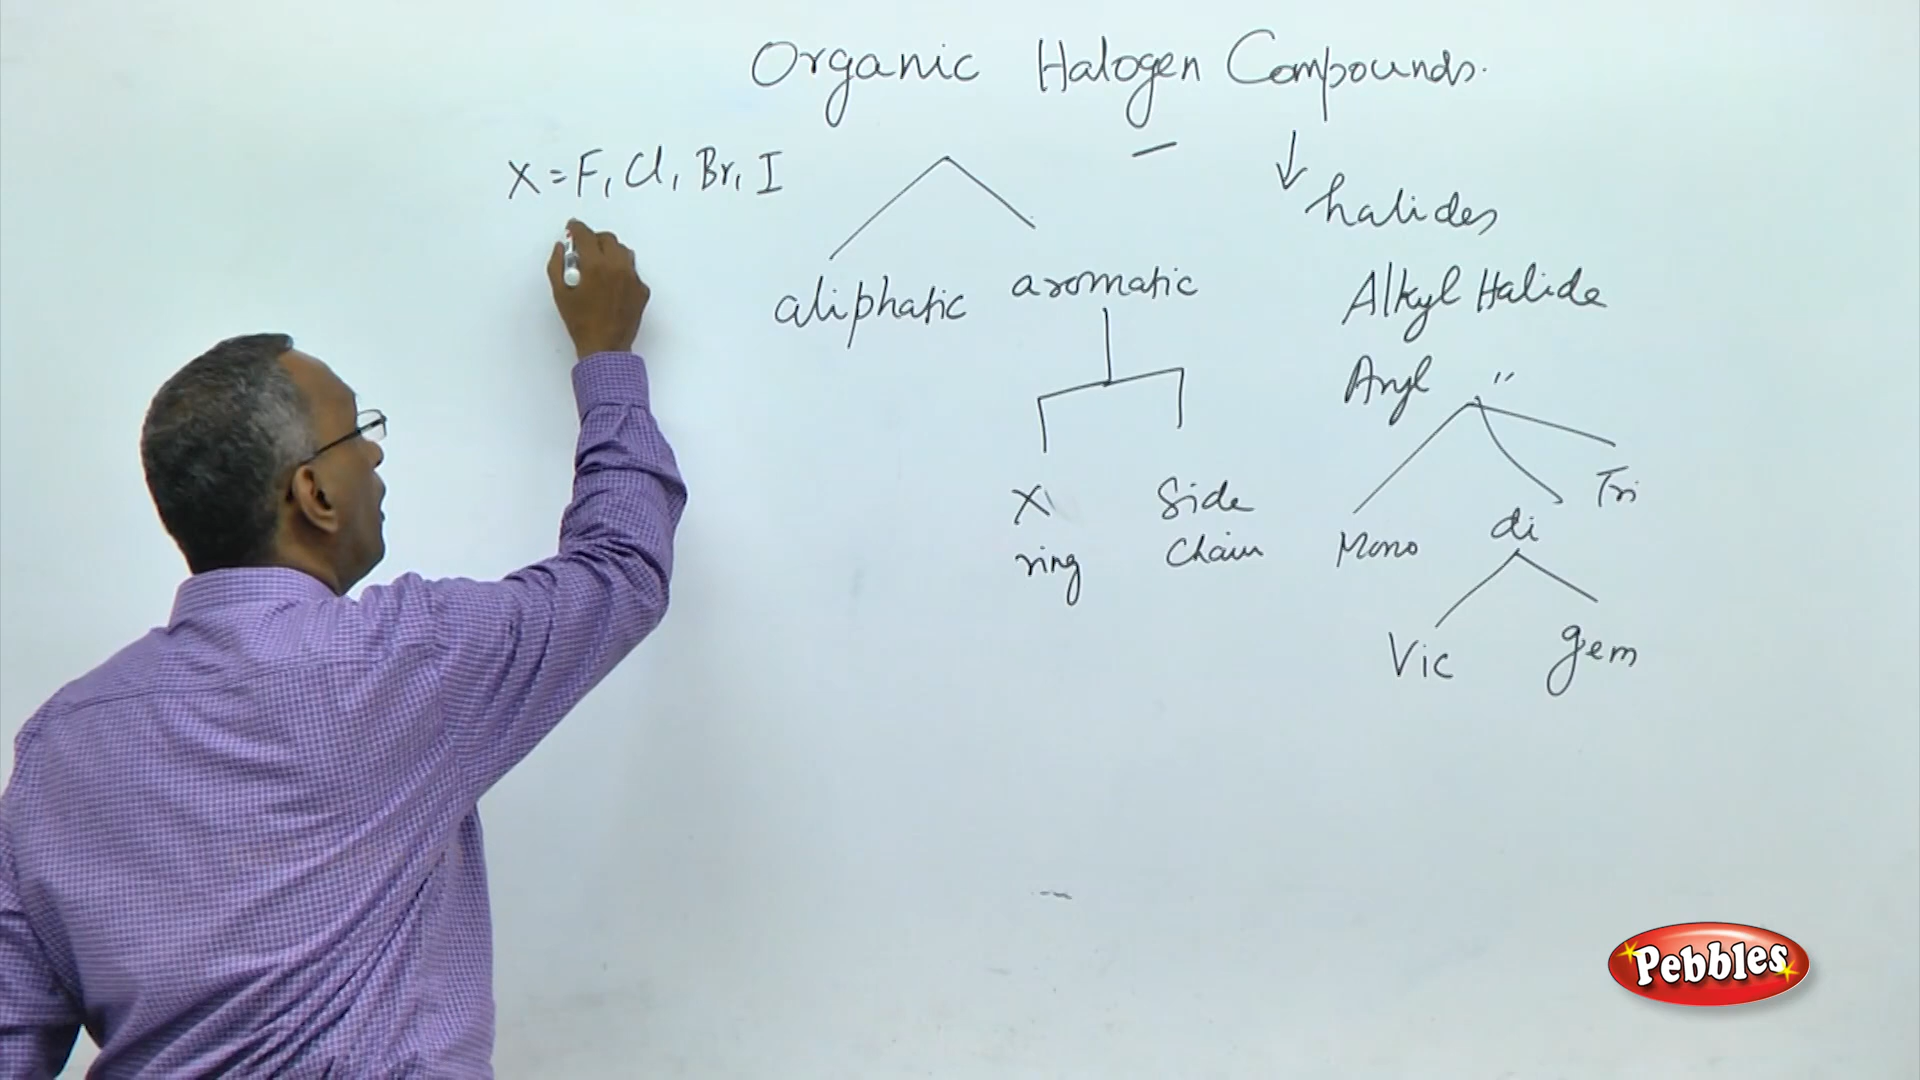 Organic Halogen Compounds.
X = F, Cl, Br, I
halides
aliphatic
aromatic
Alkyl Halide
Aryl "
X
ring
Side
Chain
Mono
di
Tri
Vic
gem
Pebbles